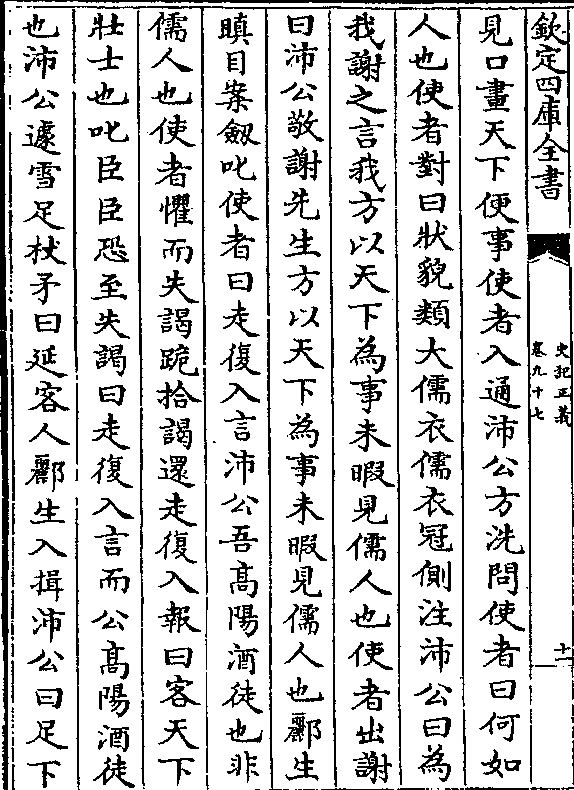 欽定四庫全書
史記正義
卷九十七
十一
見口畫天下便事使者入通沛公方洗問使者曰何如
人也使者對曰狀貌類大儒衣儒衣冠側注沛公曰為
我謝之言我方以天下為事未暇見儒人也使者出謝
曰沛公敬謝先生方以天下為事未暇見儒人也酈生
瞋目案劔叱使者曰走復入言沛公吾髙陽酒徒也非
儒人也使者懼而失謁跪拾謁還走復入報曰客天下
壯士也叱臣臣恐至失謁曰走復入言而公髙陽酒徒
也沛公遽雪足杖矛曰延客人酈生入揖沛公曰足下